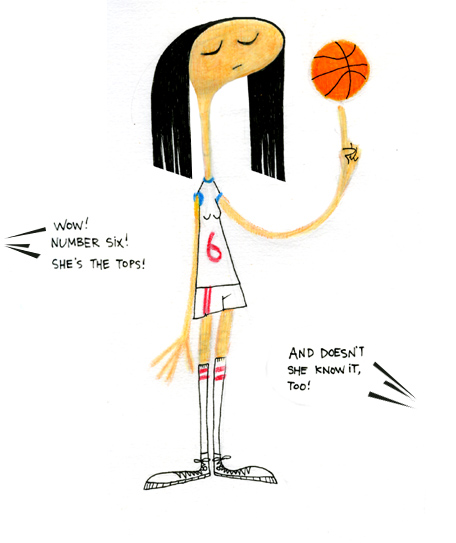 WOW!
NUMBER SIX!
SHE'S THE TOPS!
6
AND DOESN'T
SHE KNOW IT,
TOO!